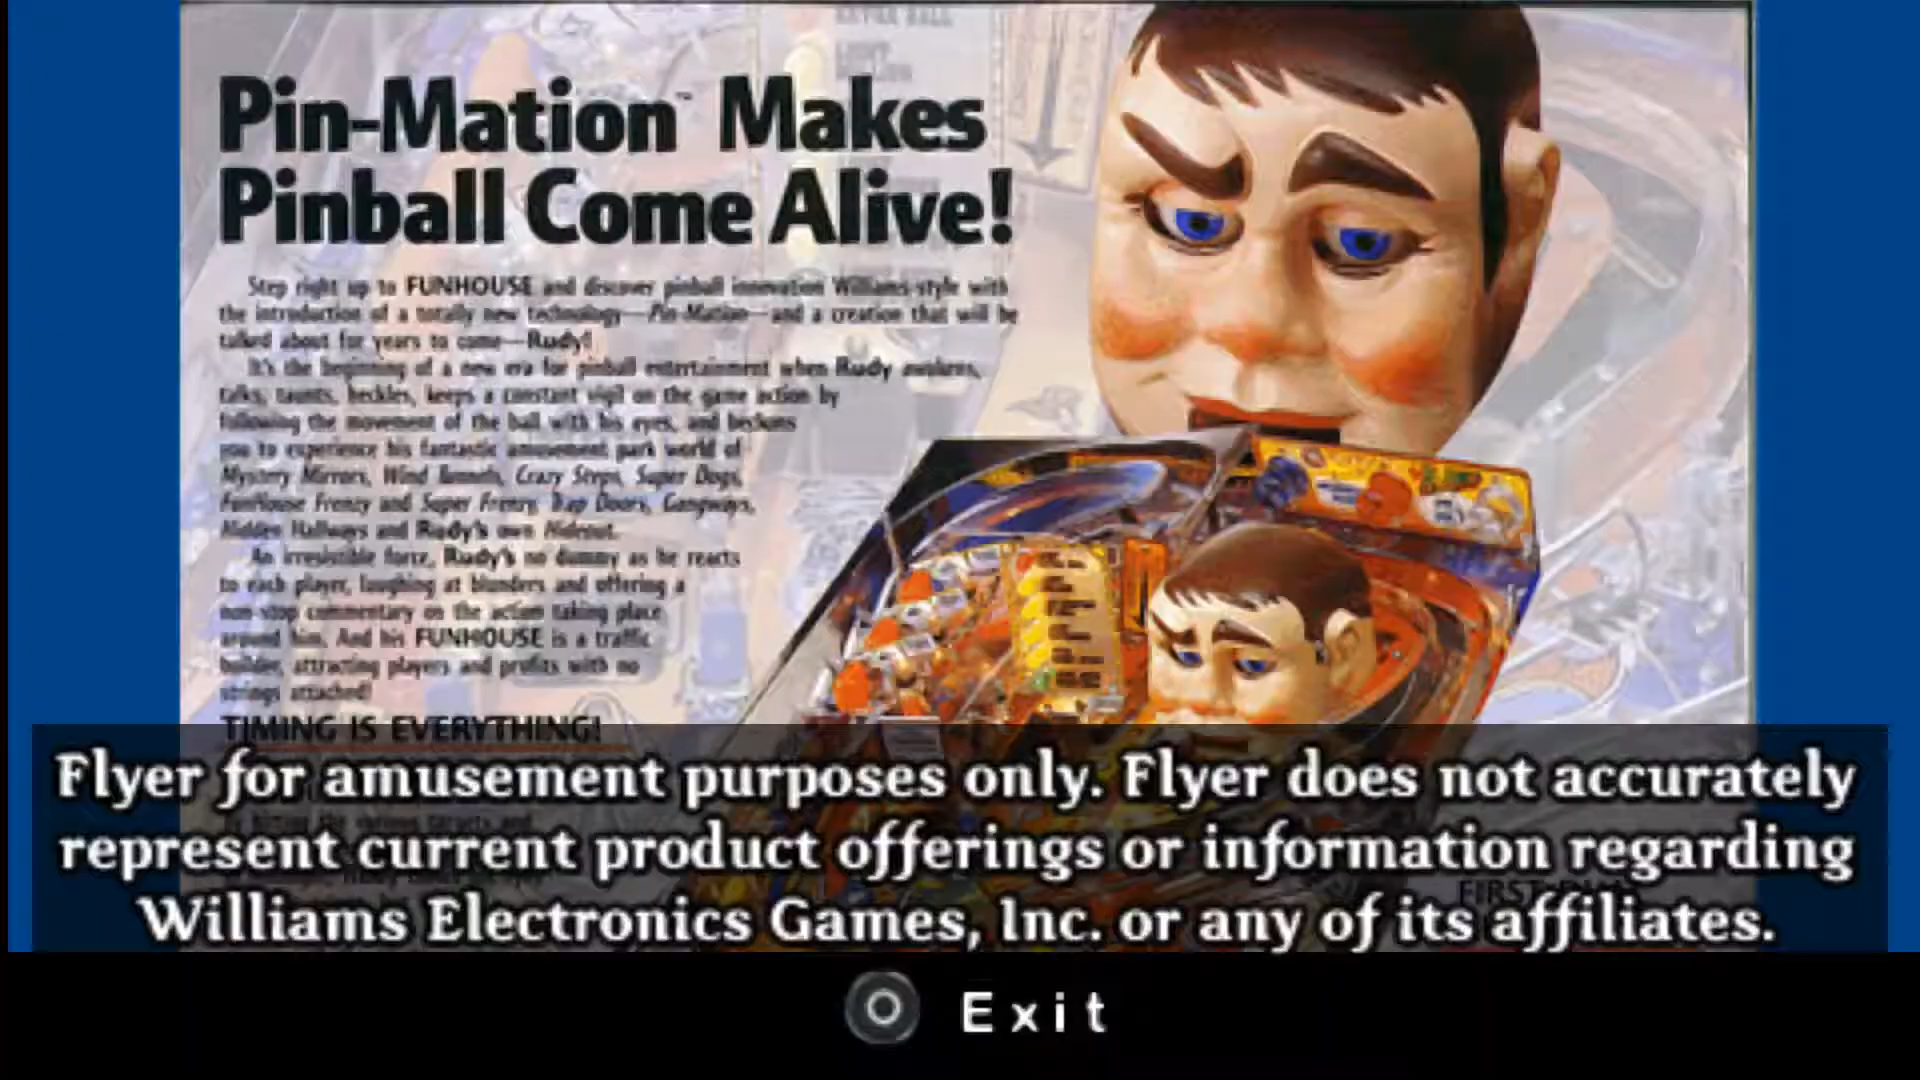 Pin-Mation™ Makes
Pinball Come Alive!
Step right up to FUNHOUSE and discover pinball innovation Williams-style with
the introduction of a totally new technology—Pin-Mation—and a creation that will be
talked about for years to come—Rudy!
It's the beginning of a new era for pinball entertainment when Rudy awakens,
talks, taunts, heckles, keeps a constant vigil on the game action by
following the movement of the ball with his eyes, and beckons
you to experience his fantastic amusement park world of
Mystery Mirrors, Wind Tunnels, Crazy Steps, Super Dogs,
FunHouse Frenzy and Super Frenzy, Trap Doors, Gangways,
Hidden Hallways and Rudy's own Hideout.
An irresistible force, Rudy's no dummy as he reacts
to each player, laughing at blunders and offering a
non-stop commentary on the action taking place
around him. And his FUNHOUSE is a traffic
builder, attracting players and profits with no
strings attached!
TIMING IS EVERYTHING!
Flyer for amusement purposes only. Flyer does not accurately
represent current product offerings or information regarding
Williams Electronics Games, Inc. or any of its affiliates.
Exit